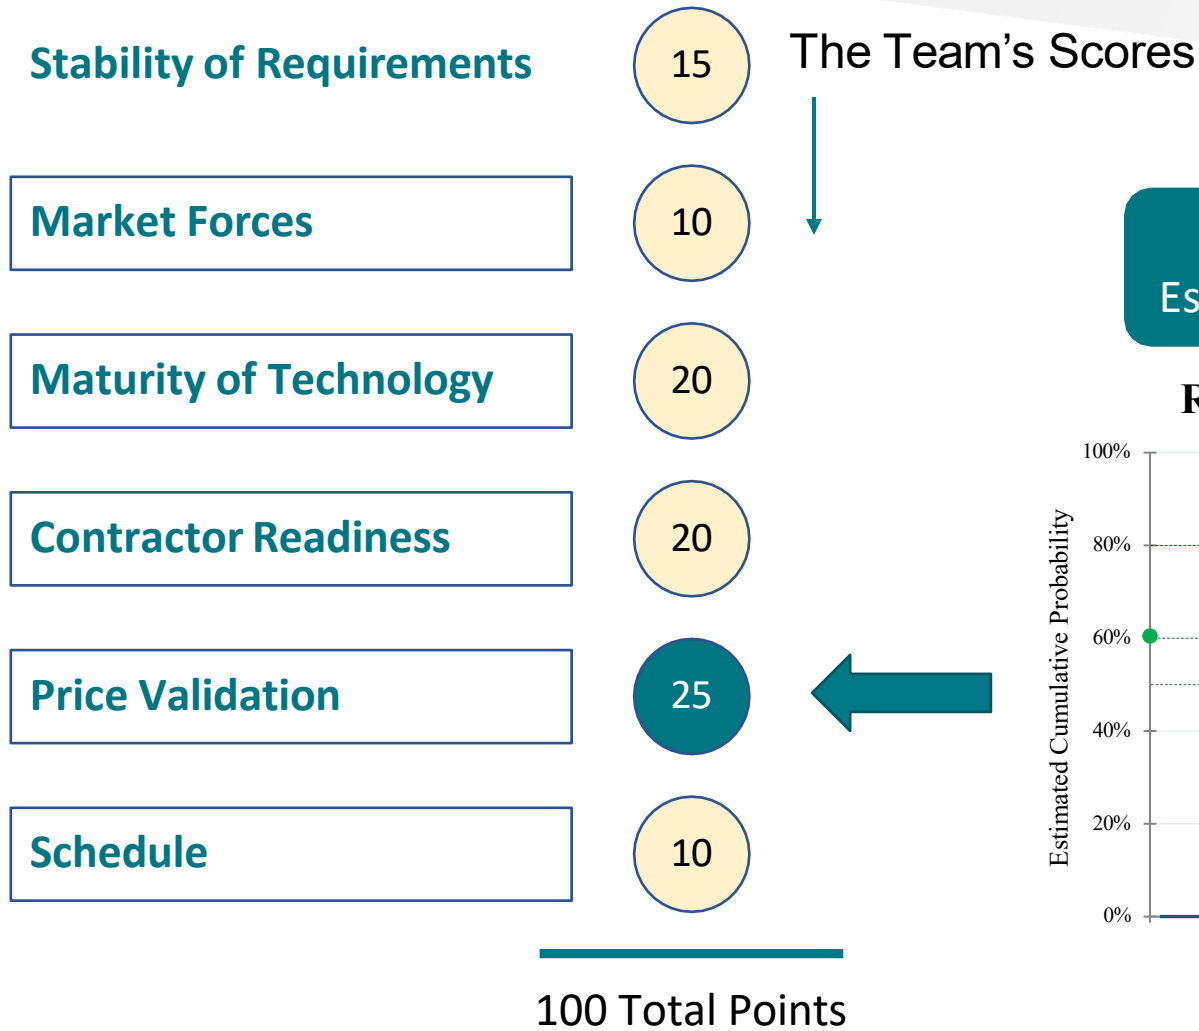 Stability of Requirements
15
The Team's Scores
Market Forces
10
Maturity of Technology
20
Contractor Readiness
20
Price Validation
25
Schedule
10
100 Total Points
Es
R
Estimated Cumulative Probability
100%
80%
60%
40%
20%
0%